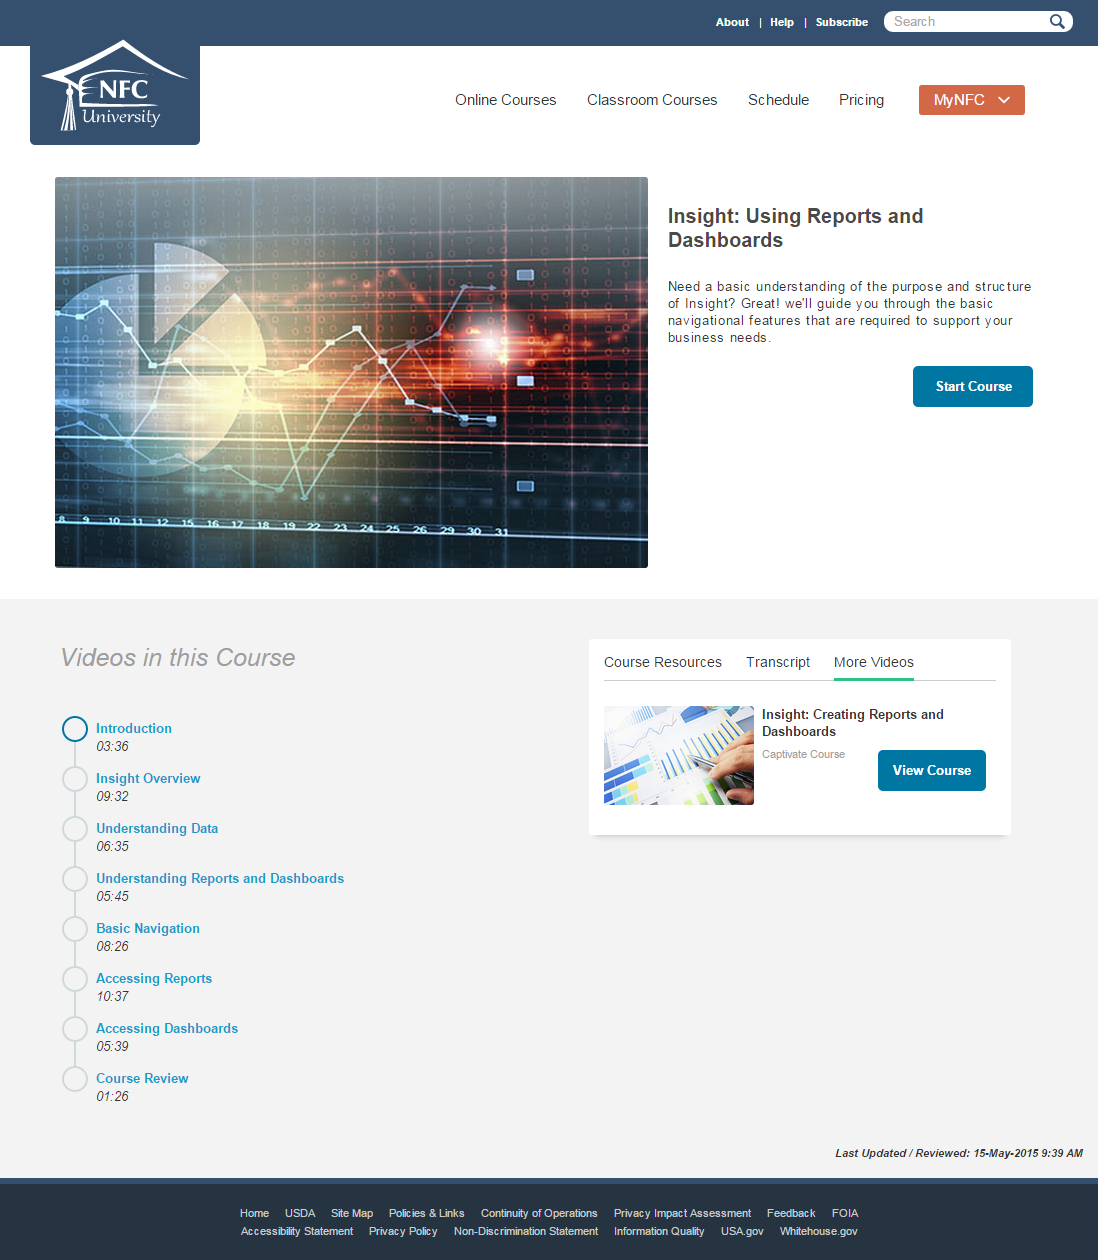 About | Help | Subscribe
Search
NFC
University
Online Courses
Classroom Courses
Schedule
Pricing
MyNFC
Insight: Using Reports and
Dashboards
Need a basic understanding of the purpose and structure
of Insight? Great! we'll guide you through the basic
navigational features that are required to support your
business needs.
Start Course
8 9 10 11 12 15 16 17 18 19 22 23 24 25 26 29 30 31
Videos in this Course
Introduction
03:36
Insight Overview
09:32
Understanding Data
06:35
Understanding Reports and Dashboards
05:45
Basic Navigation
08:26
Accessing Reports
10:37
Accessing Dashboards
05:39
Course Review
01:26
Course Resources
Transcript
More Videos
Insight: Creating Reports and
Dashboards
Captivate Course
View Course
Last Updated / Reviewed: 15-May-2015 9:39 AM
Home USDA Site Map Policies & Links Continuity of Operations Privacy Impact Assessment Feedback FOIA
Accessibility Statement Privacy Policy Non-Discrimination Statement Information Quality USA.gov Whitehouse.gov